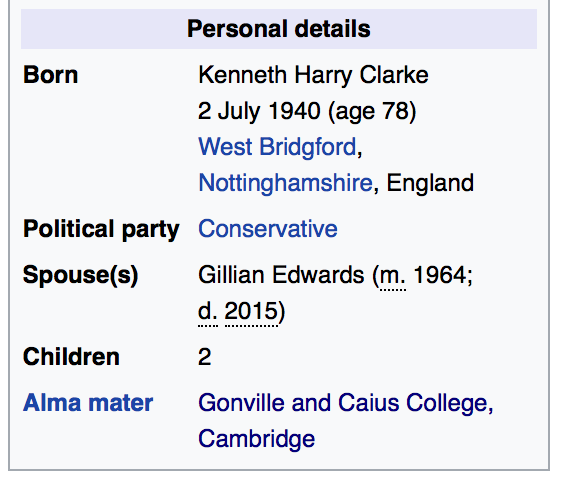 Personal details
Born Kenneth Harry Clarke
2 July 1940 (age 78)
West Bridgford,
Nottinghamshire, England
Political party Conservative
Spouse(s) Gillian Edwards (m. 1964;
d. 2015)
Children 2
Alma mater Gonville and Caius College,
Cambridge